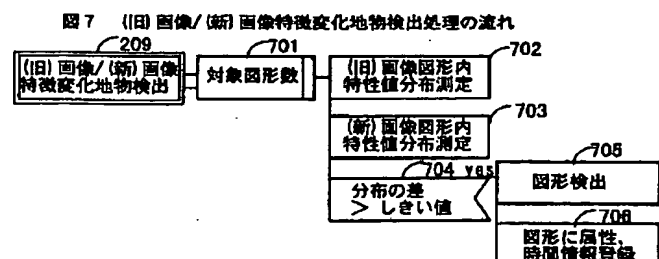 図7 (旧)画像/(新)画像特徴変化地物検出処理の流れ
209
(旧)画像/(新)画像
特徴変化地物検出
701
対象図形数
702
(旧)画像図形内
特性値分布測定
703
(新)画像図形内
特性値分布測定
704
yes
分布の差
> しきい値
705
図形検出
706
図形に属性、
時間情報登録